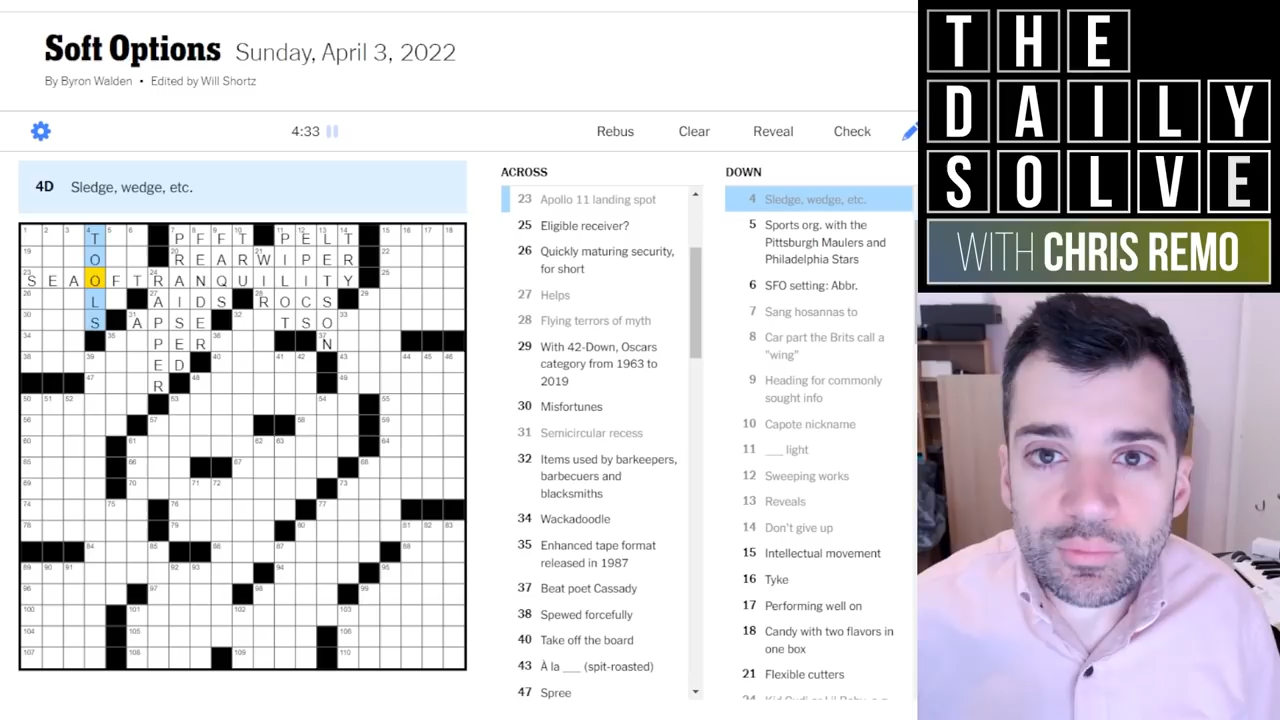 Soft Options Sunday, April 3, 2022
By Byron Walden • Edited by Will Shortz
4:33
Rebus Clear Reveal Check
4D Sledge, wedge, etc.
ACROSS
23 Apollo 11 landing spot
25 Eligible receiver?
26 Quickly maturing security,
for short
27 Helps
28 Flying terrors of myth
29 With 42-Down, Oscars
category from 1963 to
2019
30 Misfortunes
31 Semicircular recess
32 Items used by barkeepers,
barbecuers and
blacksmiths
34 Wackadoodle
35 Enhanced tape format
released in 1987
37 Beat poet Cassady
38 Spewed forcefully
40 Take off the board
43 À la ___ (spit-roasted)
47 Spree
DOWN
4 Sledge, wedge, etc.
5 Sports org. with the
Pittsburgh Maulers and
Philadelphia Stars
6 SFO setting: Abbr.
7 Sang hosannas to
8 Car part the Brits call a
"wing"
9 Heading for commonly
sought info
10 Capote nickname
11 ___ light
12 Sweeping works
13 Reveals
14 Don't give up
15 Intellectual movement
16 Tyke
17 Performing well on
18 Candy with two flavors in
one box
21 Flexible cutters
24 Kid Cudi or Lil Baby, e.g.
T P F F T P E L T
O R E A R W I P E R
S E A O F T R A N Q U I L I T Y
L A I D S R O C S
S A P S E T S O
P E R N
E D
R
THE
DAILY
SOLVE
WITH CHRIS REMO